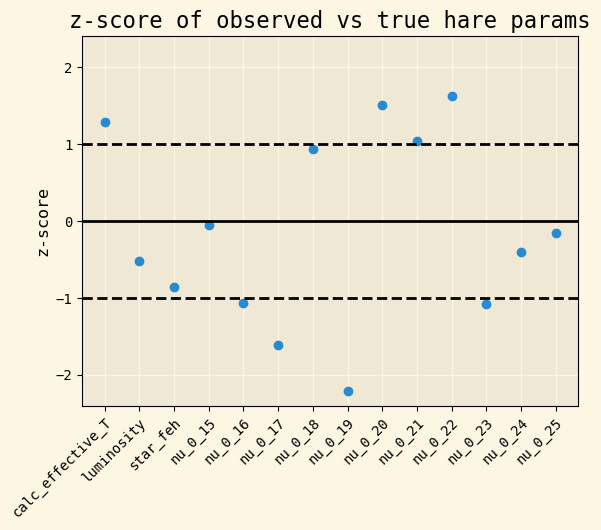 z-score of observed vs true hare params
z-score
2
1
0
−1
−2
calc_effective_T
luminosity
star_feh
nu_0_15
nu_0_16
nu_0_17
nu_0_18
nu_0_19
nu_0_20
nu_0_21
nu_0_22
nu_0_23
nu_0_24
nu_0_25